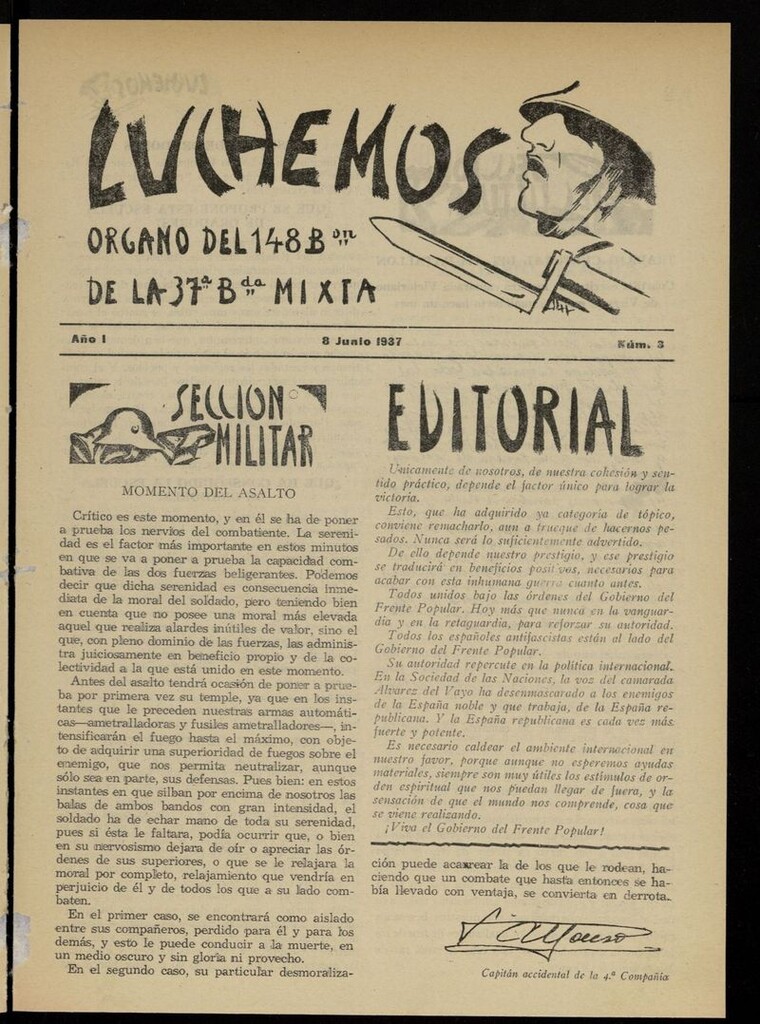 LUCHEMOS
ORGANO DEL 148 Bon
DE LA 37ª Bda MIXTA
Año I
8 Junio 1937
Núm. 3
SECCION
MILITAR
MOMENTO DEL ASALTO
Crítico es este momento, y en él se ha de poner
a prueba los nervios del combatiente. La sereni-
dad es el factor más importante en estos minutos
en que se va a poner a prueba la capacidad com-
bativa de las dos fuerzas beligerantes. Podemos
decir que dicha serenidad es consecuencia inme-
diata de la moral del soldado, pero teniendo bien
en cuenta que no posee una moral más elevada
aquel que realiza alardes inútiles de valor, sino el
que, con pleno dominio de las fuerzas, las adminis-
tra juiciosamente en beneficio propio y de la co-
lectividad a la que está unido en este momento.
Antes del asalto tendrá ocasión de poner a prue-
ba por primera vez su temple, ya que en los ins-
tantes que le preceden nuestras armas automáti-
cas—ametralladoras y fusiles ametralladores—, in-
tensificarán el fuego hasta el máximo, con obje-
to de adquirir una superioridad de fuegos sobre el
enemigo, que nos permita neutralizar, aunque
sólo sea en parte, sus defensas. Pues bien: en estos
instantes en que silban por encima de nosotros las
balas de ambos bandos con gran intensidad, el
soldado ha de echar mano de toda su serenidad,
pues si ésta le faltara, podía ocurrir que, o bien
en su nerviosismo dejara de oír o apreciar las ór-
denes de sus superiores, o que se le relajara la
moral por completo, relajamiento que vendría en
perjuicio de él y de todos los que a su lado com-
baten.
En el primer caso, se encontrará como aislado
entre sus compañeros, perdido para él y para los
demás, y esto le puede conducir a la muerte, en
un medio oscuro y sin gloria ni provecho.
En el segundo caso, su particular desmoraliza-
EDITORIAL
Unicamente de nosotros, de nuestra cohesión y sen-
tido práctico, depende el factor único para lograr la
victoria.
Esto, que ha adquirido ya categoría de tópico,
conviene remacharlo, aun a trueque de hacernos pe-
sados. Nunca será lo suficientemente advertido.
De ello depende nuestro prestigio, y ese prestigio
se traducirá en beneficios positivos, necesarios para
acabar con esta inhumana guerra cuanto antes.
Todos unidos bajo las órdenes del Gobierno del
Frente Popular. Hoy más que nunca en la vanguar-
dia y en la retaguardia, para reforzar su autoridad.
Todos los españoles antifascistas están al lado del
Gobierno del Frente Popular.
Su autoridad repercute en la política internacional.
En la Sociedad de las Naciones, la voz del camarada
Alvarez del Vayo ha desenmascarado a los enemigos
de la España noble y que trabaja, de la España re-
publicana. Y la España republicana es cada vez más
fuerte y potente.
Es necesario caldear el ambiente internacional en
nuestro favor, porque aunque no esperemos ayudas
materiales, siempre son muy útiles los estímulos de or-
den espiritual que nos puedan llegar de fuera, y la
sensación de que el mundo nos comprende, cosa que
se viene realizando.
¡Viva el Gobierno del Frente Popular!
ción puede acarrear la de los que le rodean, ha-
ciendo que un combate que hasta entonces se ha-
bía llevado con ventaja, se convierta en derrota.
Alfonso
Capitán accidental de la 4.ª Compañía